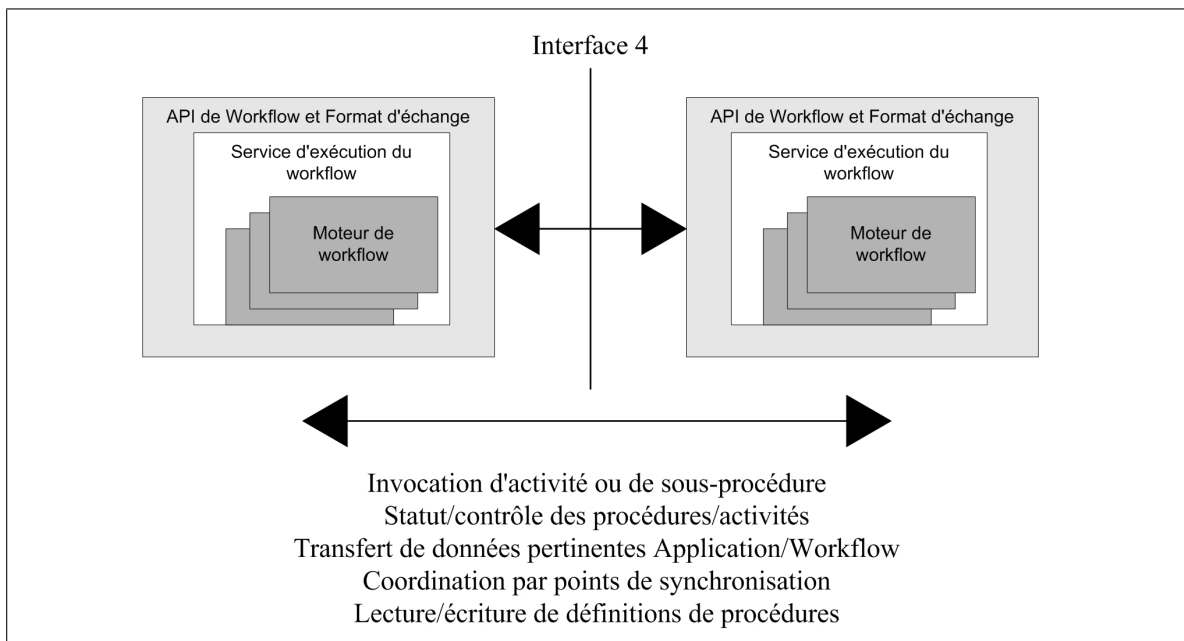 Interface 4
API de Workflow et Format d'échange
Service d'exécution du
workflow
Moteur de
workflow
API de Workflow et Format d'échange
Service d'exécution du
workflow
Moteur de
workflow
Invocation d'activité ou de sous-procédure
Statut/contrôle des procédures/activités
Transfert de données pertinentes Application/Workflow
Coordination par points de synchronisation
Lecture/écriture de définitions de procédures